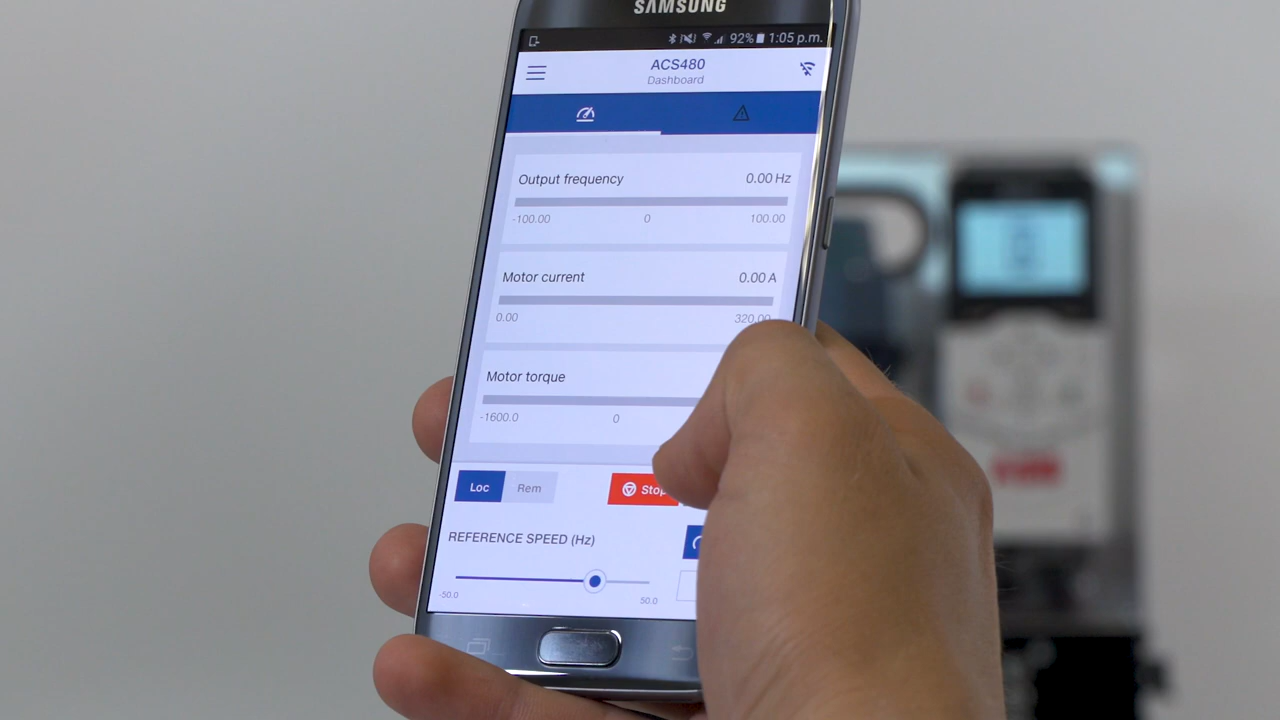 SAMSUNG
92% 1:05 p.m.
ACS480
Dashboard
Output frequency 0.00 Hz
-100.00 0 100.00
Motor current 0.00 A
0.00 320.00
Motor torque
-1600.0 0
Loc Rem Stop
REFERENCE SPEED (Hz)
-50.0 50.0